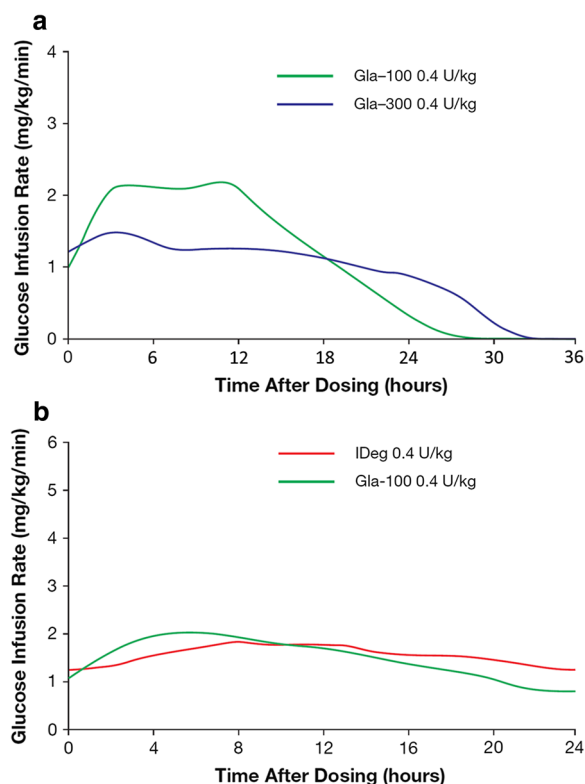 a
Glucose Infusion Rate (mg/kg/min)
4
3
2
1
0
Gla–100 0.4 U/kg
Gla–300 0.4 U/kg
0 6 12 18 24 30 36
Time After Dosing (hours)
b
Glucose Infusion Rate (mg/kg/min)
6
5
4
3
2
1
0
IDeg 0.4 U/kg
Gla-100 0.4 U/kg
0 4 8 12 16 20 24
Time After Dosing (hours)